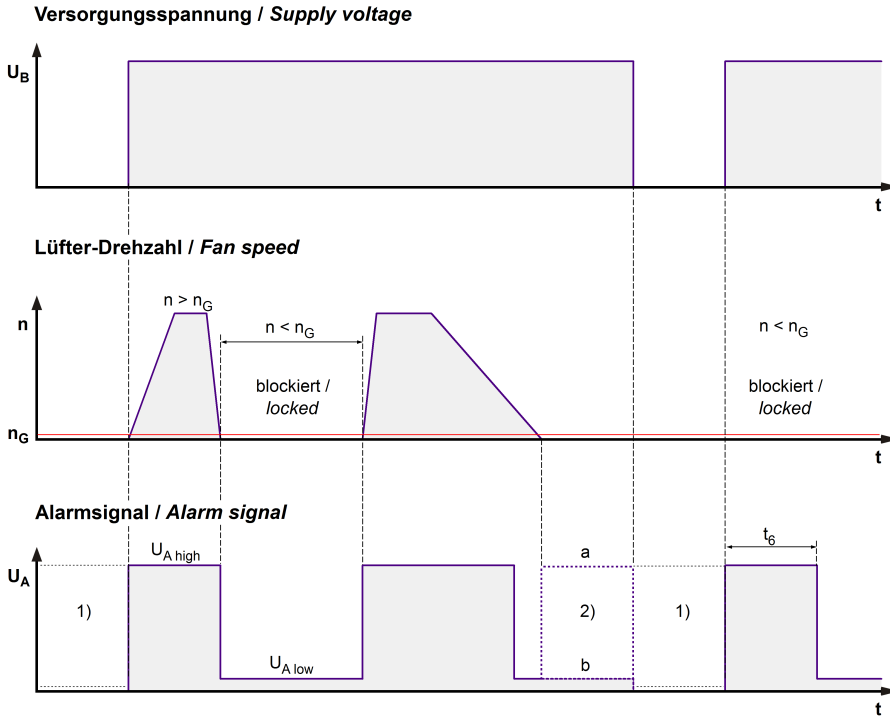 Versorgungsspannung / Supply voltage
U_B
t
Lüfter-Drehzahl / Fan speed
n > n_G
n
n < n_G
n < n_G
blockiert /
locked
blockiert /
locked
n_G
t
Alarmsignal / Alarm signal
t_6
U_A high
a
U_A
1)
2)
1)
U_A low
b
t